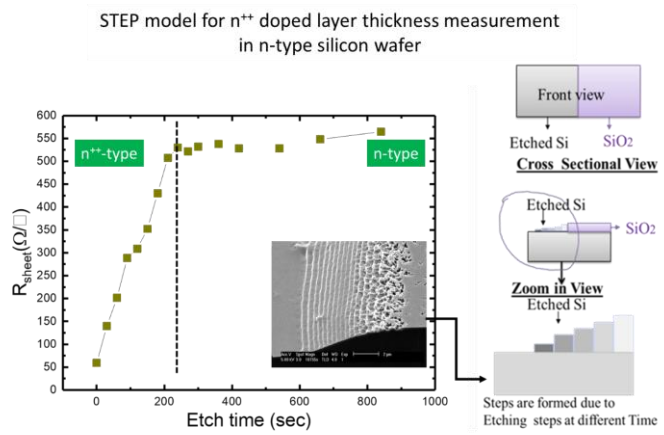 STEP model for n⁺⁺ doped layer thickness measurement
in n-type silicon wafer
600
550
500
450
400
350
300
250
200
150
100
50
0
R_sheet(Ω/□)
n⁺⁺-type
n-type
2 μm
0
200
400
600
800
1000
Etch time (sec)
Front view
Etched Si
SiO₂
Cross Sectional View
Etched Si
SiO₂
Zoom in View
Etched Si
Steps are formed due to
Etching steps at different Time